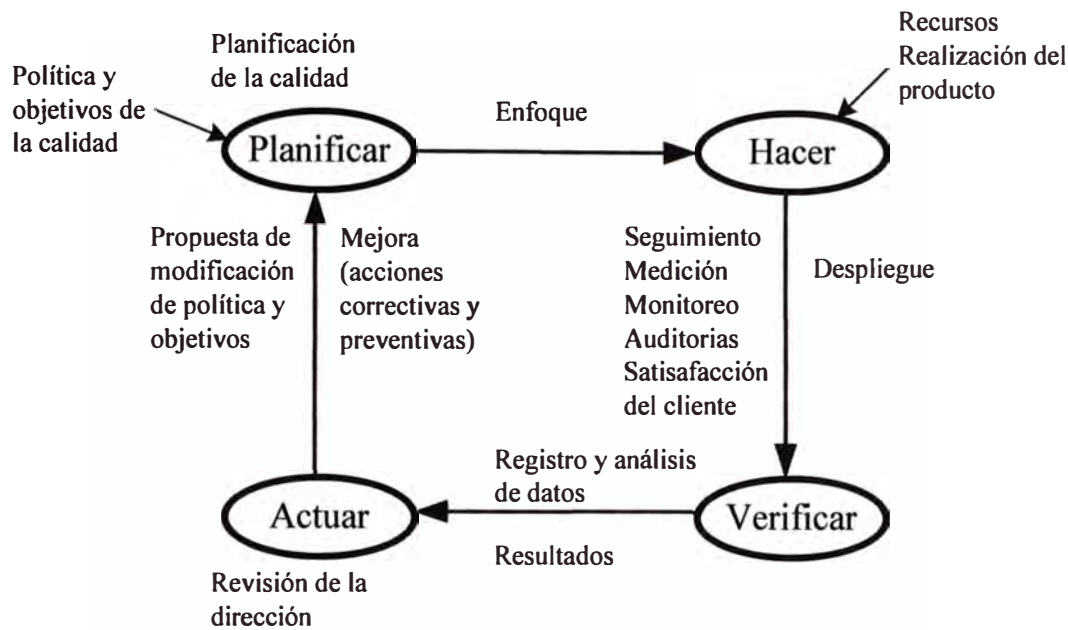 Planificación
de la calidad
Política y
objetivos de
la calidad
Planificar
Enfoque
Recursos
Realización del
producto
Hacer
Propuesta de
modificación
de política y
objetivos
Mejora
(acciones
correctivas y
preventivas)
Seguimiento
Medición
Monitoreo
Auditorias
Satisafacción
del cliente
Despliegue
Registro y análisis
de datos
Resultados
Actuar
Verificar
Revisión de la
dirección